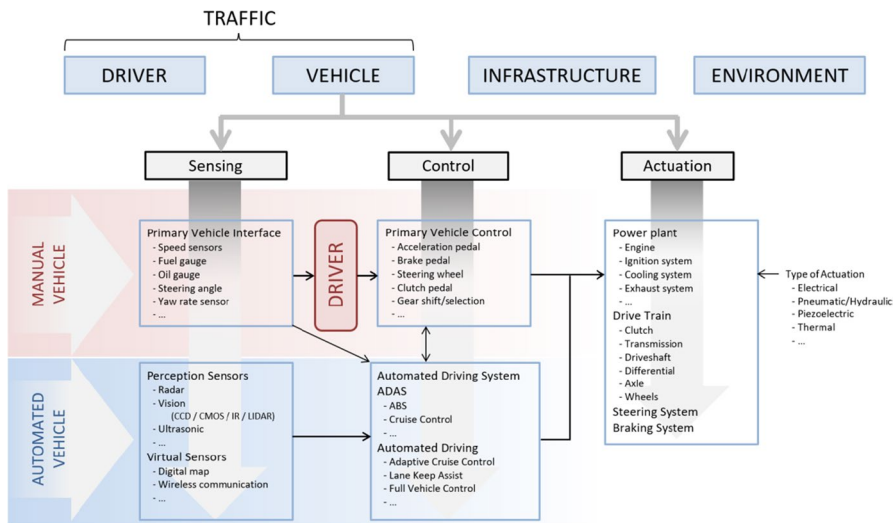 TRAFFIC
DRIVER
VEHICLE
INFRASTRUCTURE
ENVIRONMENT
Sensing
Control
Actuation
MANUAL
VEHICLE
Primary Vehicle Interface
- Speed sensors
- Fuel gauge
- Oil gauge
- Steering angle
- Yaw rate sensor
- ...
DRIVER
Primary Vehicle Control
- Acceleration pedal
- Brake pedal
- Steering wheel
- Clutch pedal
- Gear shift/selection
- ...
Power plant
- Engine
- Ignition system
- Cooling system
- Exhaust system
- ...
Drive Train
- Clutch
- Transmission
- Driveshaft
- Differential
- Axle
- Wheels
Steering System
Braking System
Type of Actuation
- Electrical
- Pneumatic/Hydraulic
- Piezoelectric
- Thermal
- ...
AUTOMATED
VEHICLE
Perception Sensors
- Radar
- Vision
(CCD / CMOS / IR / LIDAR)
- Ultrasonic
- ...
Virtual Sensors
- Digital map
- Wireless communication
- ...
Automated Driving System
ADAS
- ABS
- Cruise Control
- ...
Automated Driving
- Adaptive Cruise Control
- Lane Keep Assist
- Full Vehicle Control
- ...